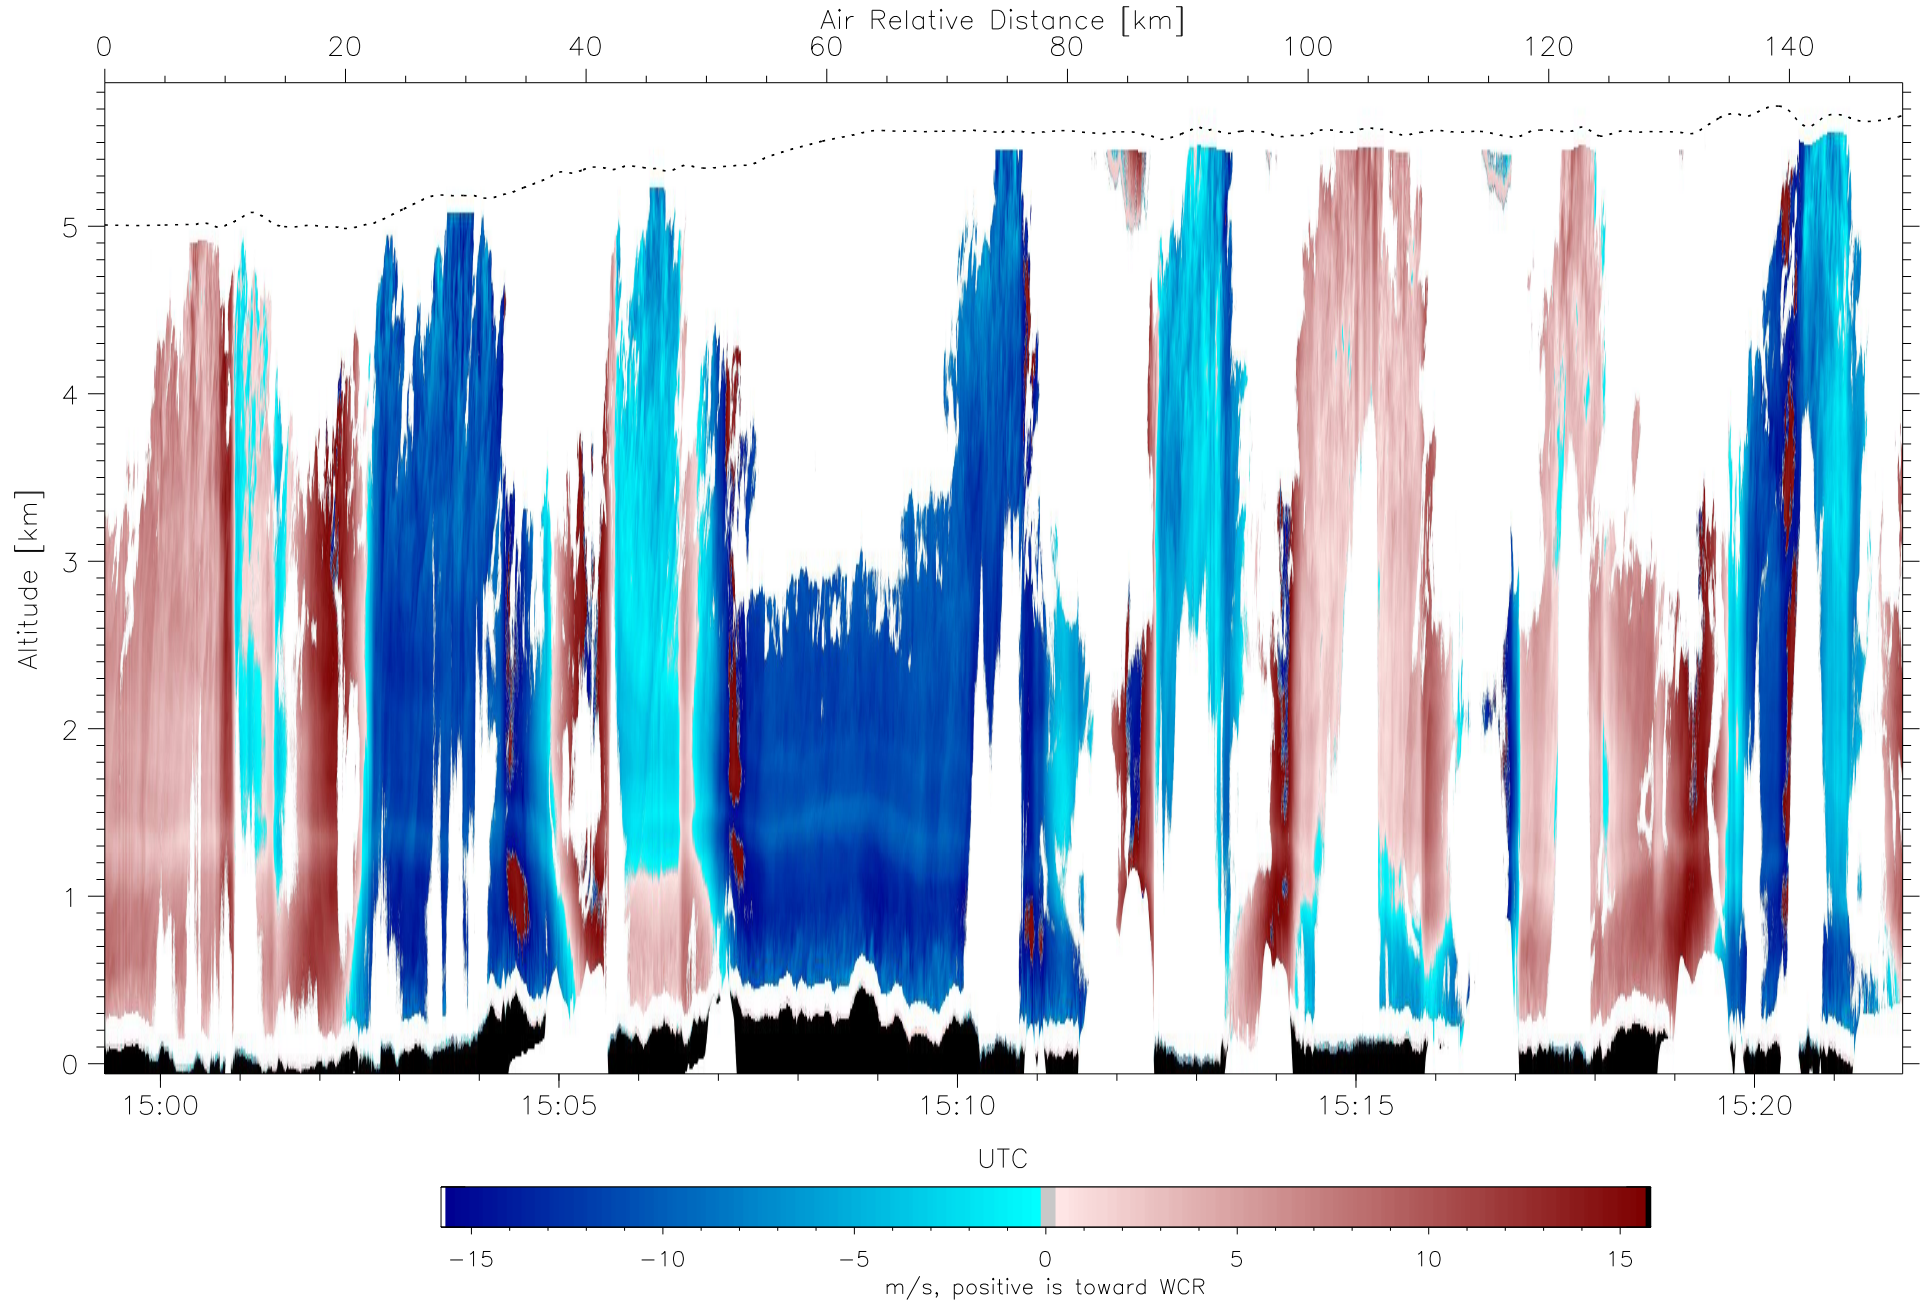 Air Relative Distance [km]
0 20 40 60 80 100 120 140
Altitude [km]
5
4
3
2
1
0
15:00 15:05 15:10 15:15 15:20
UTC
−15 −10 −5 0 5 10 15
m/s, positive is toward WCR